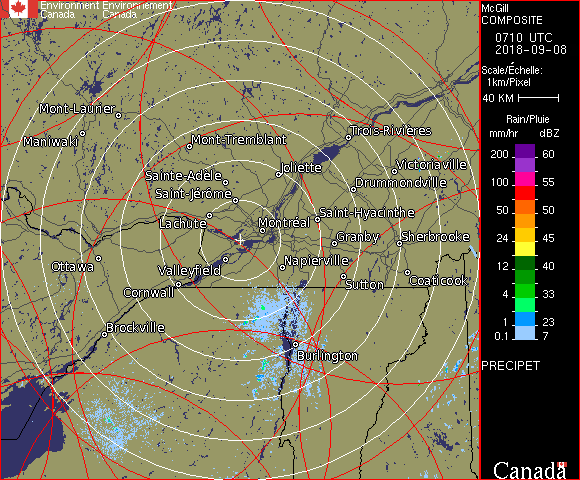 Environment Environnement
Canada Canada
McGill
COMPOSITE
0710 UTC
2018-09-08
Scale/Échelle:
1km/Pixel
40 KM
Rain/Pluie
mm/hr dBZ
200 60
100 55
50 50
24 45
12 40
4 33
1 23
0.1 7
PRECIPET
Canada
Mont-Laurier
Maniwaki
Mont-Tremblant
Trois-Rivières
Joliette
Victoriaville
Sainte-Adèle
Drummondville
Saint-Jérôme
Saint-Hyacinthe
Lachute
Montréal
Granby
Sherbrooke
Ottawa
Valleyfield
Napierville
Cornwall
Sutton
Coaticook
Brockville
Burlington